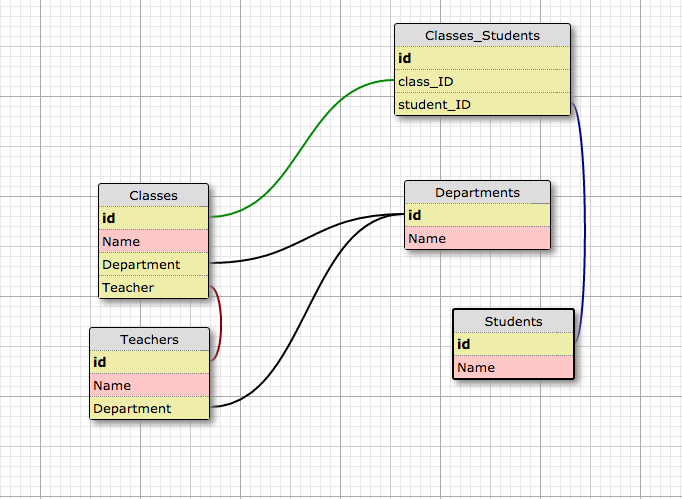 Classes_Students
id
class_ID
student_ID
Classes
id
Name
Department
Teacher
Departments
id
Name
Teachers
id
Name
Department
Students
id
Name